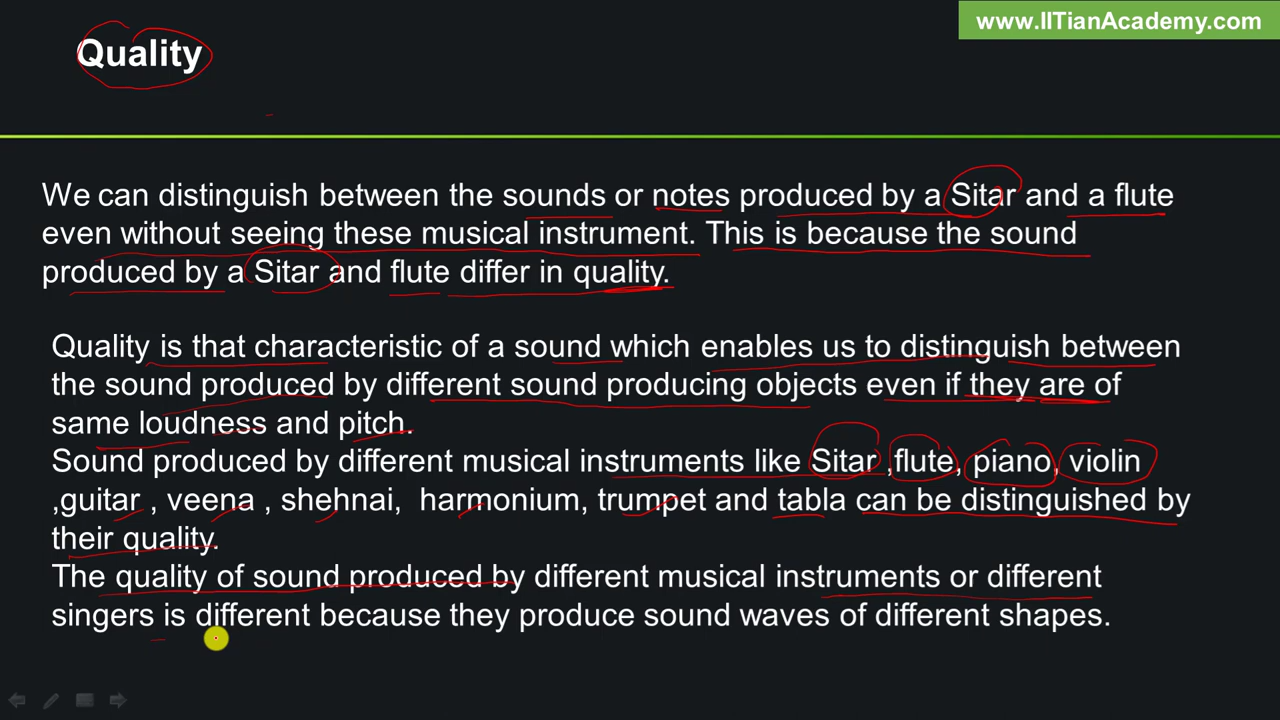 www.IITianAcademy.com
Quality
We can distinguish between the sounds or notes produced by a Sitar and a flute
even without seeing these musical instrument. This is because the sound
produced by a Sitar and flute differ in quality.
Quality is that characteristic of a sound which enables us to distinguish between
the sound produced by different sound producing objects even if they are of
same loudness and pitch.
Sound produced by different musical instruments like Sitar ,flute, piano, violin
,guitar , veena , shehnai, harmonium, trumpet and tabla can be distinguished by
their quality.
The quality of sound produced by different musical instruments or different
singers is different because they produce sound waves of different shapes.